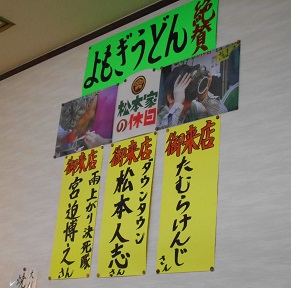 よもぎうどん絶賛
松本家
の休日
御来店
たむらけんじ
さん
御来店
ダウンタウン
松本人志さん
御来店
雨上がり決死隊
宮迫博之さん